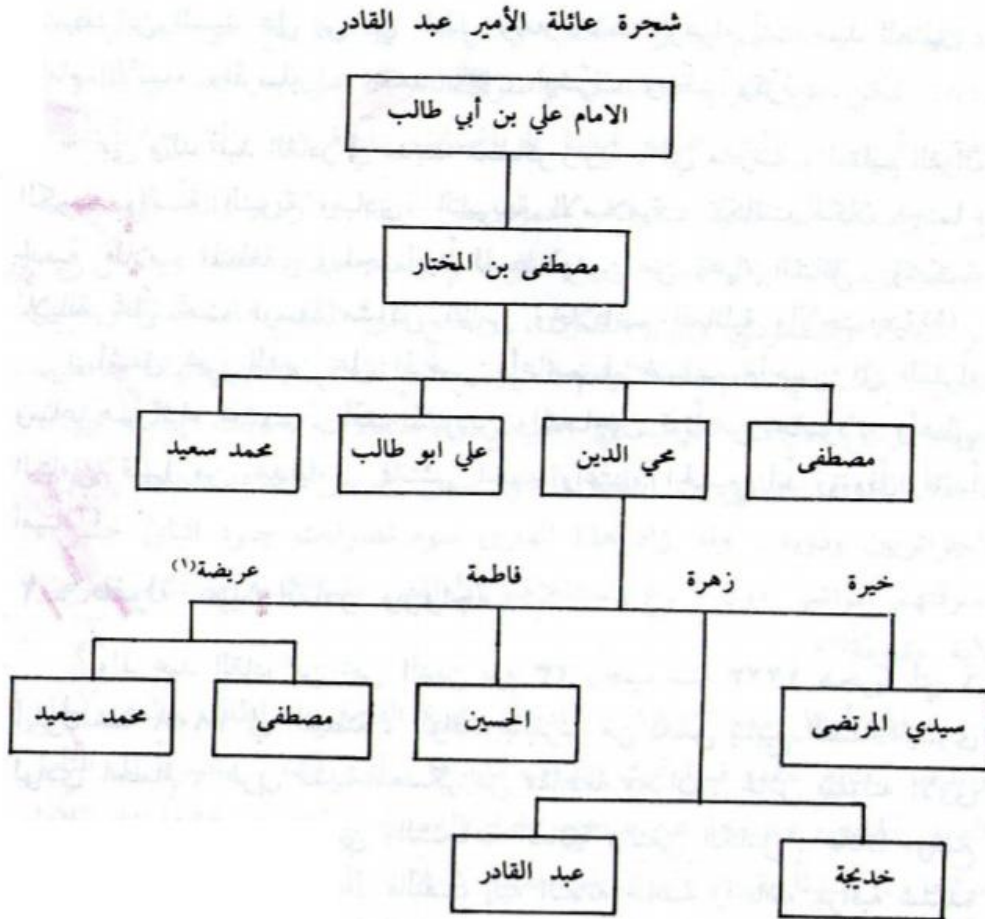 شجرة عائلة الأمير عبد القادر
الامام علي بن أبي طالب
مصطفى بن المختار
مصطفى
محي الدين
علي ابو طالب
محمد سعيد
خيرة
زهرة
فاطمة
عريضة(١)
سيدي المرتضى
الحسين
مصطفى
محمد سعيد
خديجة
عبد القادر